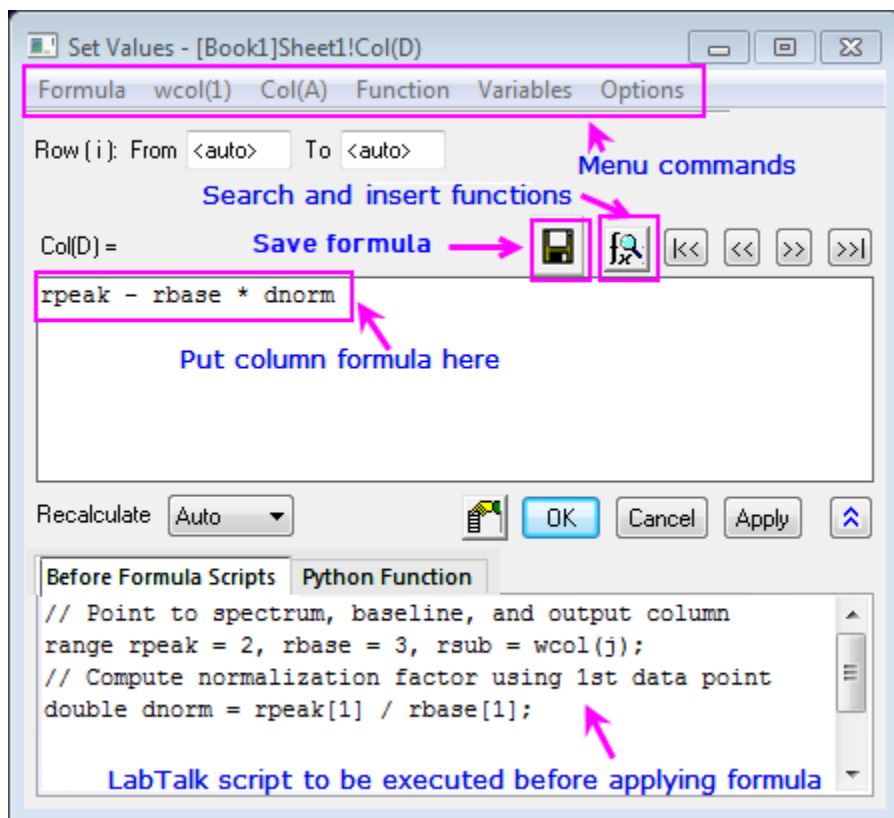 Set Values - [Book1]Sheet1!Col(D)
Formula wcol(1) Col(A) Function Variables Options
Row (i): From <auto> To <auto>
Menu commands
Search and insert functions
Col(D) = Save formula |<< << >> >>|
rpeak - rbase * dnorm
Put column formula here
Recalculate Auto OK Cancel Apply
Before Formula Scripts Python Function
// Point to spectrum, baseline, and output column
range rpeak = 2, rbase = 3, rsub = wcol(j);
// Compute normalization factor using 1st data point
double dnorm = rpeak[1] / rbase[1];
LabTalk script to be executed before applying formula